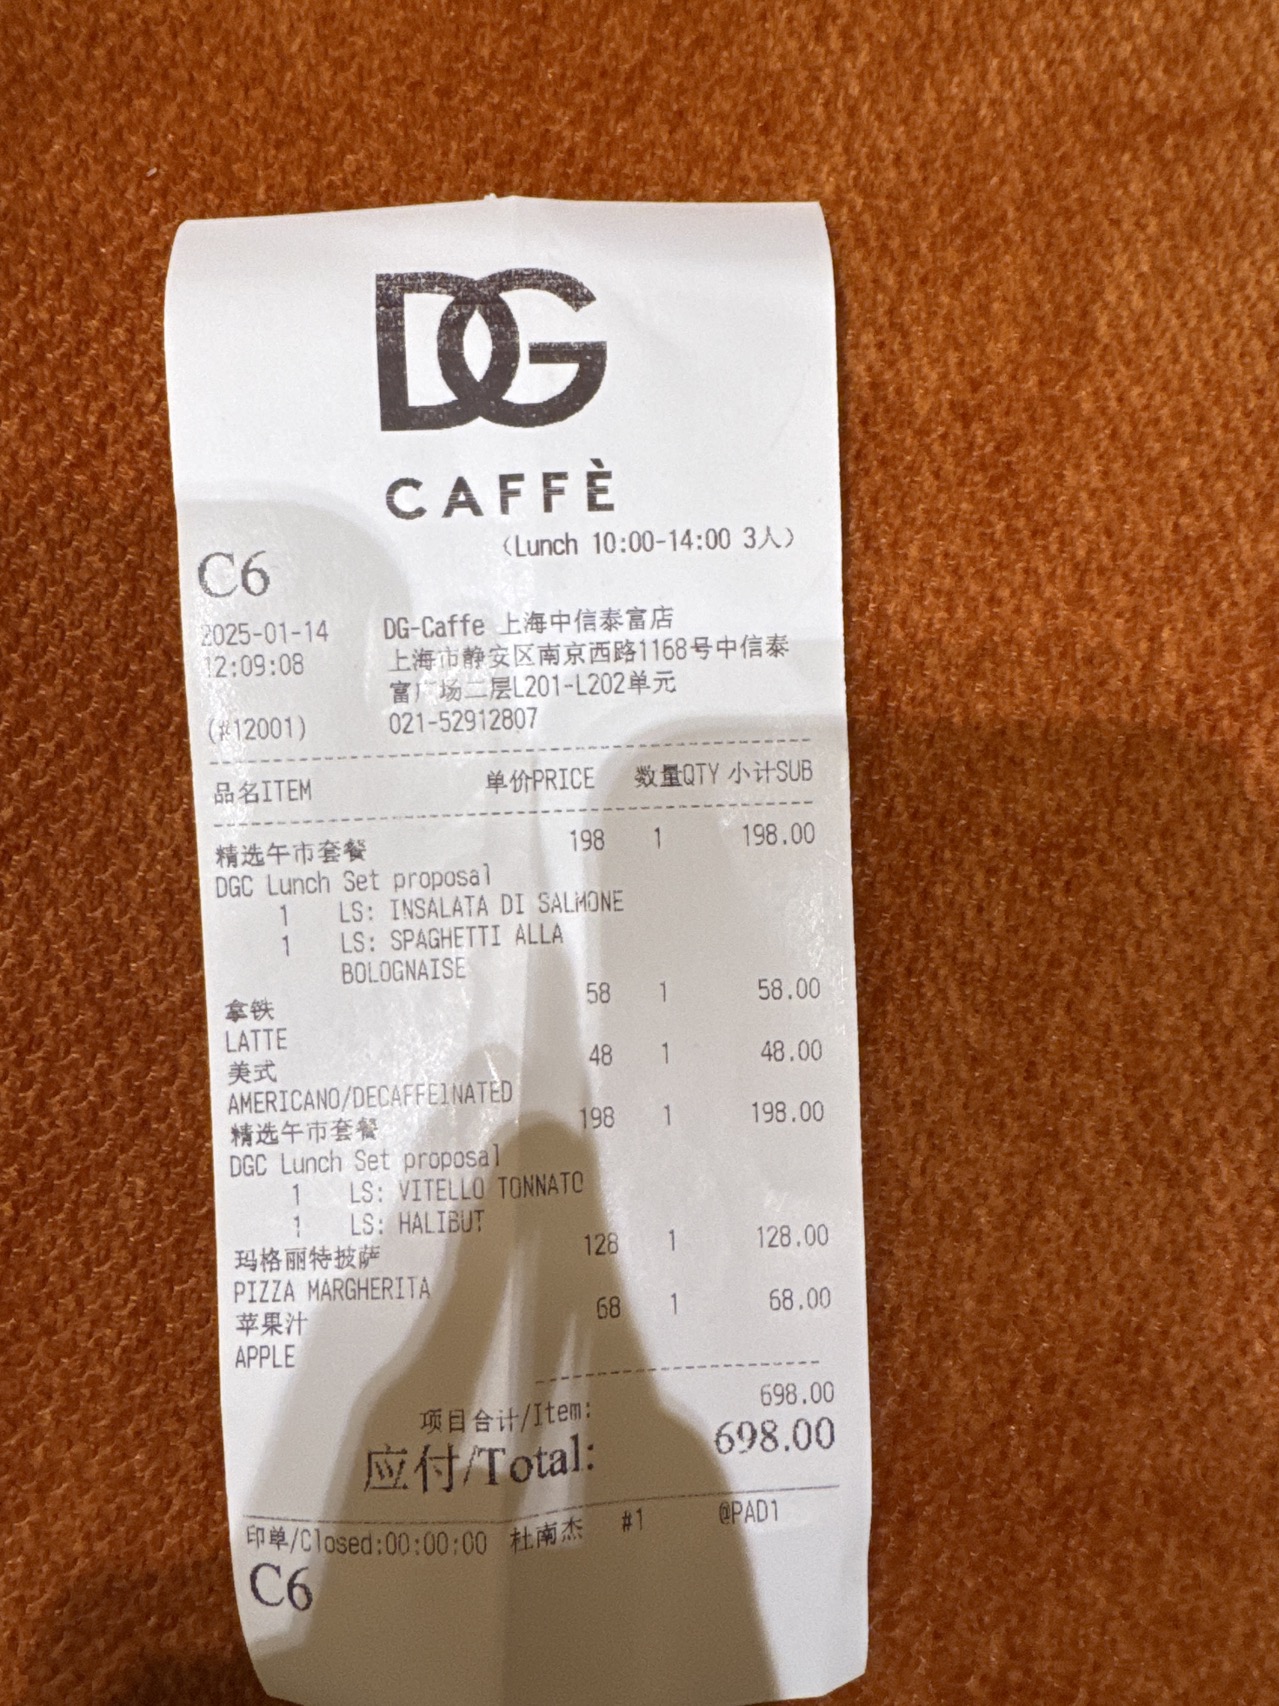 DG
CAFFÈ
(Lunch 10:00-14:00 3人)
C6
2025-01-14 DG-Caffe 上海中信泰富店
12:09:08 上海市静安区南京西路1168号中信泰
富广场二层L201-L202单元
(#12001) 021-52912807
品名ITEM 单价PRICE 数量QTY 小计SUB
精选午市套餐 198 1 198.00
DGC Lunch Set proposal
1 LS: INSALATA DI SALMONE
1 LS: SPAGHETTI ALLA
BOLOGNAISE
拿铁 58 1 58.00
LATTE
美式 48 1 48.00
AMERICANO/DECAFFEINATED
精选午市套餐 198 1 198.00
DGC Lunch Set proposal
1 LS: VITELLO TONNATO
1 LS: HALIBUT
玛格丽特披萨 128 1 128.00
PIZZA MARGHERITA
苹果汁 68 1 68.00
APPLE
项目合计/Item: 698.00
应付/Total: 698.00
印单/Closed:00:00:00 杜南杰 #1 @PAD1
C6